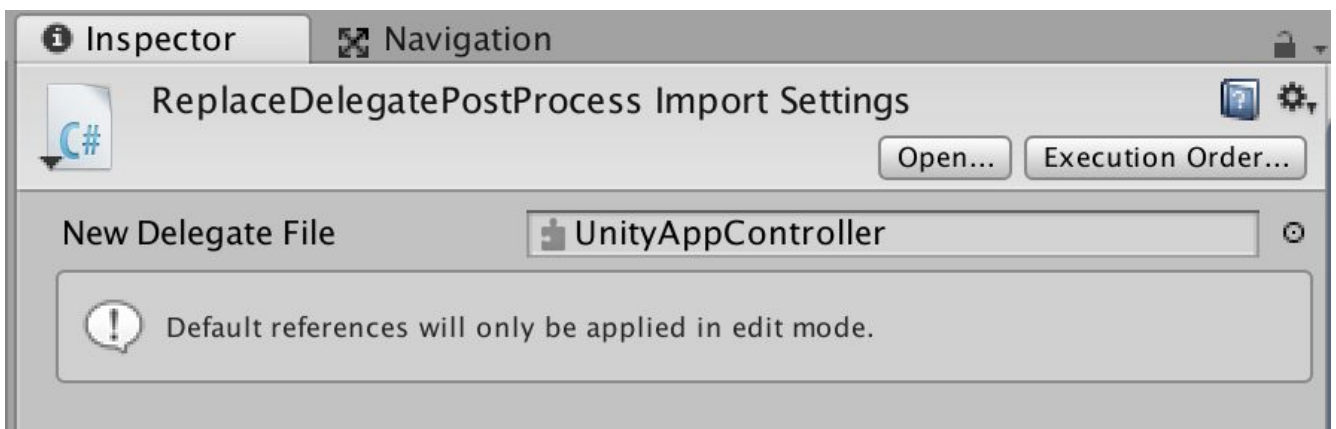 Inspector Navigation
ReplaceDelegatePostProcess Import Settings
C#
Open... Execution Order...
New Delegate File UnityAppController
Default references will only be applied in edit mode.